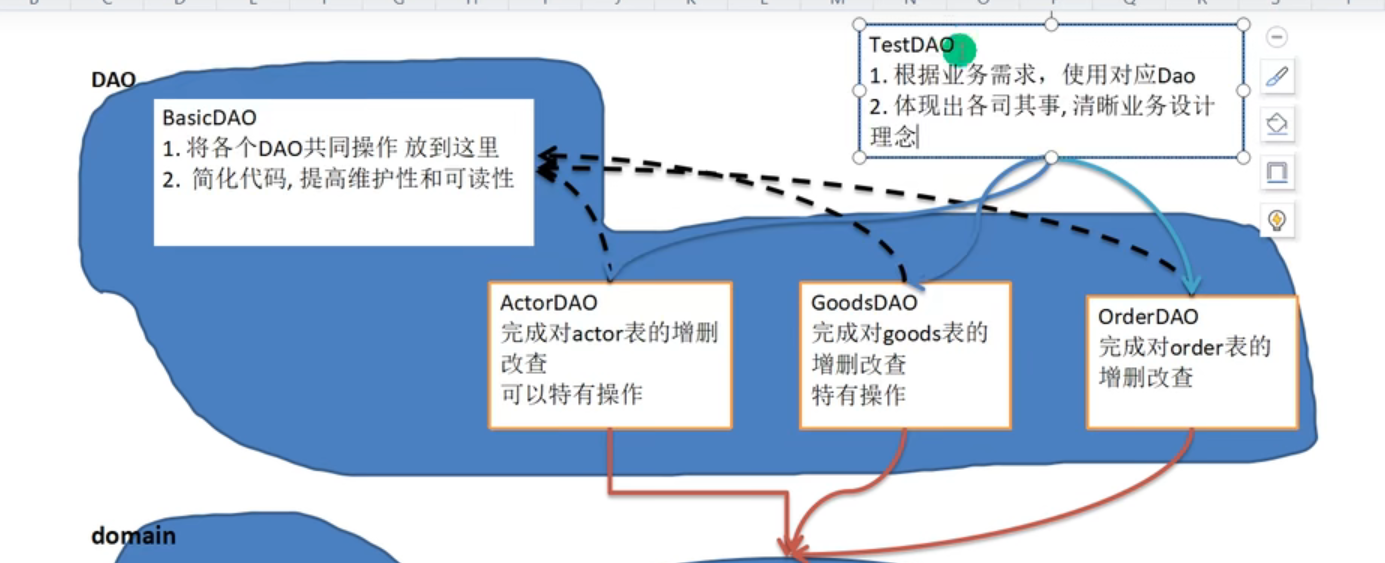 DAO
BasicDAO
1. 将各个DAO共同操作 放到这里
2. 简化代码, 提高维护性和可读性
TestDAO
1. 根据业务需求，使用对应Dao
2. 体现出各司其事, 清晰业务设计
理念
ActorDAO
完成对actor表的增删
改查
可以特有操作
GoodsDAO
完成对goods表的
增删改查
特有操作
OrderDAO
完成对order表的
增删改查
domain